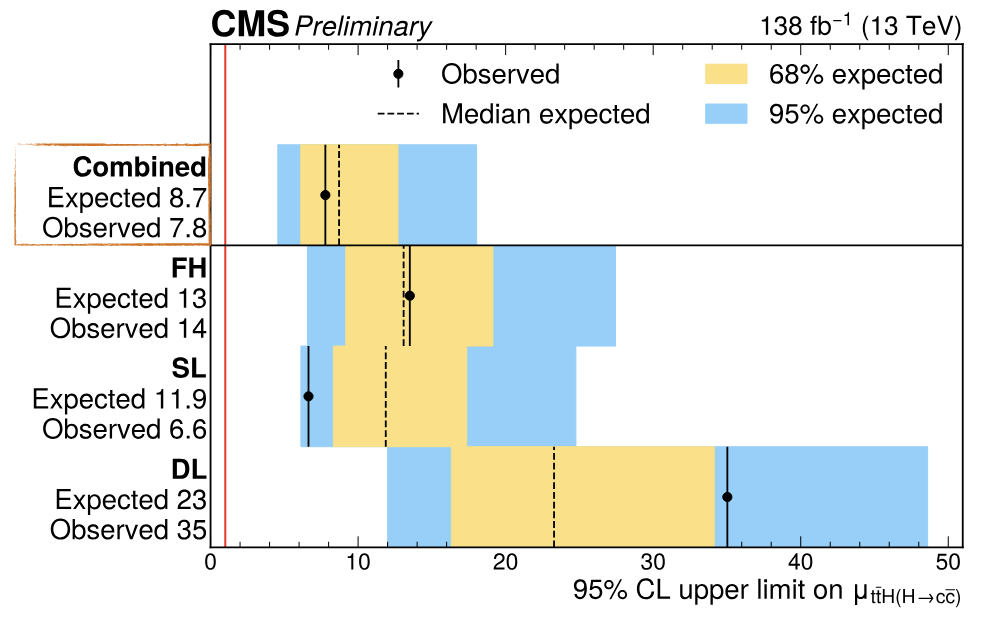 CMS Preliminary 138 fb⁻¹ (13 TeV)
Observed 68% expected
Median expected 95% expected
Combined
Expected 8.7
Observed 7.8
FH
Expected 13
Observed 14
SL
Expected 11.9
Observed 6.6
DL
Expected 23
Observed 35
0 10 20 30 40 50
95% CL upper limit on μtt̄H(H→cc̄)